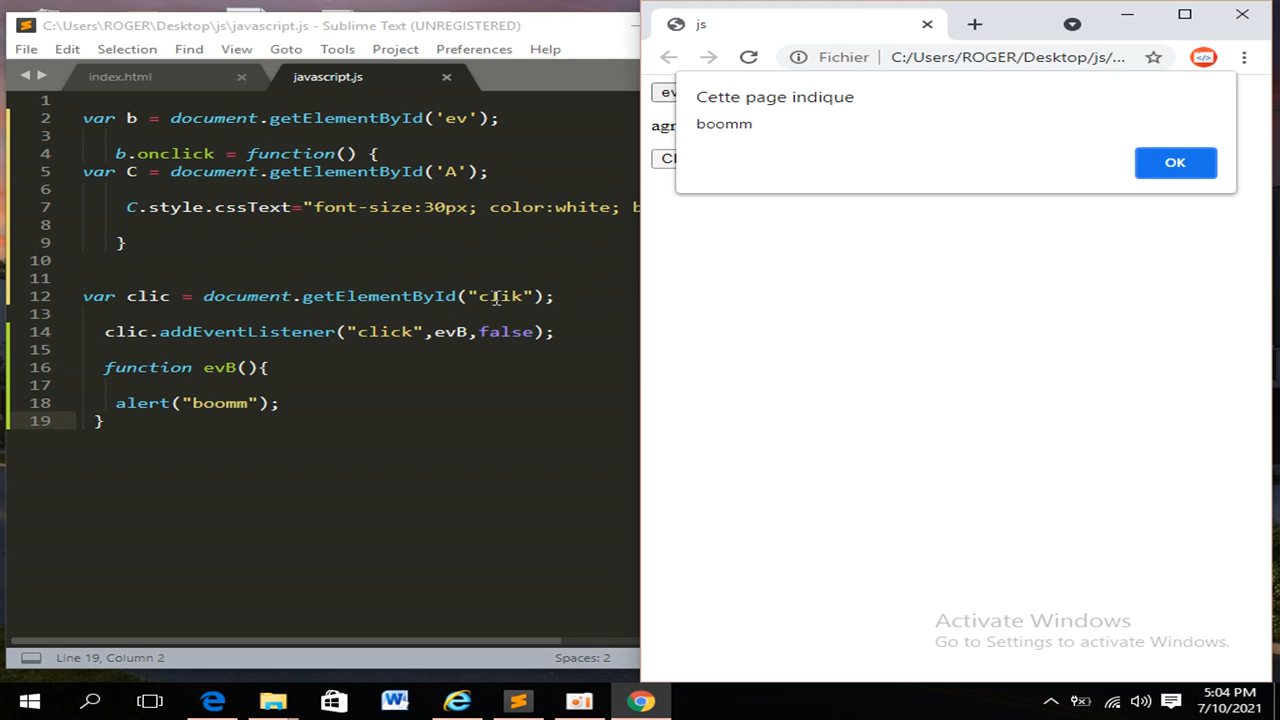 C:\Users\ROGER\Desktop\js\javascript.js - Sublime Text (UNREGISTERED)
File Edit Selection Find View Goto Tools Project Preferences Help
index.html
javascript.js
1
2 var b = document.getElementById('ev');
3
4 b.onclick = function() {
5 var C = document.getElementById('A');
6
7 C.style.cssText="font-size:30px; color:white; b
8
9 }
10
11
12 var clic = document.getElementById("clik");
13
14 clic.addEventListener("click",evB,false);
15
16 function evB(){
17
18 alert("boomm");
19 }
Line 19, Column 2
Spaces: 2
js
Fichier C:/Users/ROGER/Desktop/js/...
ev
agr
Cl
Cette page indique
boomm
OK
Activate Windows
Go to Settings to activate Windows.
5:04 PM
7/10/2021